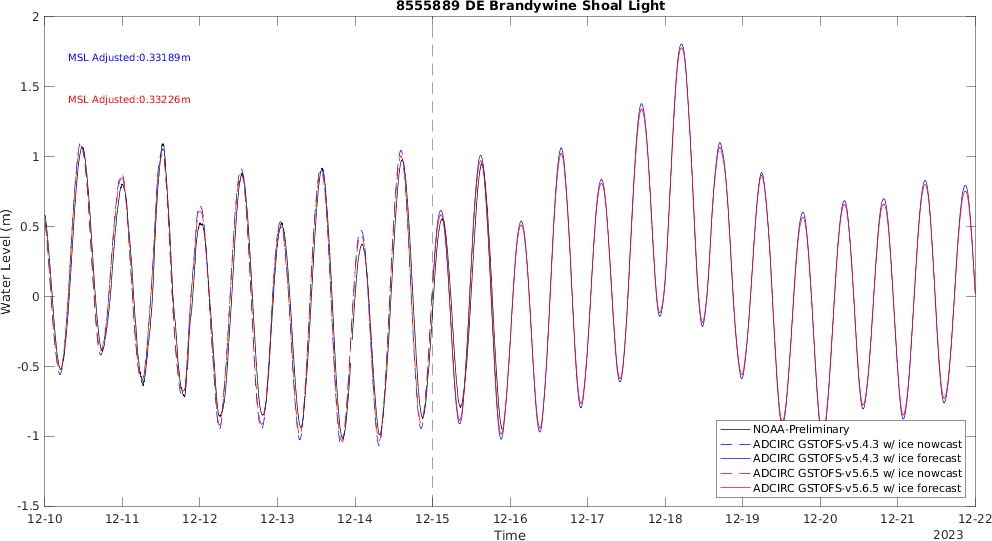 8555889 DE Brandywine Shoal Light
MSL Adjusted:0.33189m
MSL Adjusted:0.33226m
Water Level (m)
2
1.5
1
0.5
0
-0.5
-1
-1.5
NOAA-Preliminary
ADCIRC GSTOFS-v5.4.3 w/ ice nowcast
ADCIRC GSTOFS-v5.4.3 w/ ice forecast
ADCIRC GSTOFS-v5.6.5 w/ ice nowcast
ADCIRC GSTOFS-v5.6.5 w/ ice forecast
12-10 12-11 12-12 12-13 12-14 12-15 12-16 12-17 12-18 12-19 12-20 12-21 12-22
Time
2023